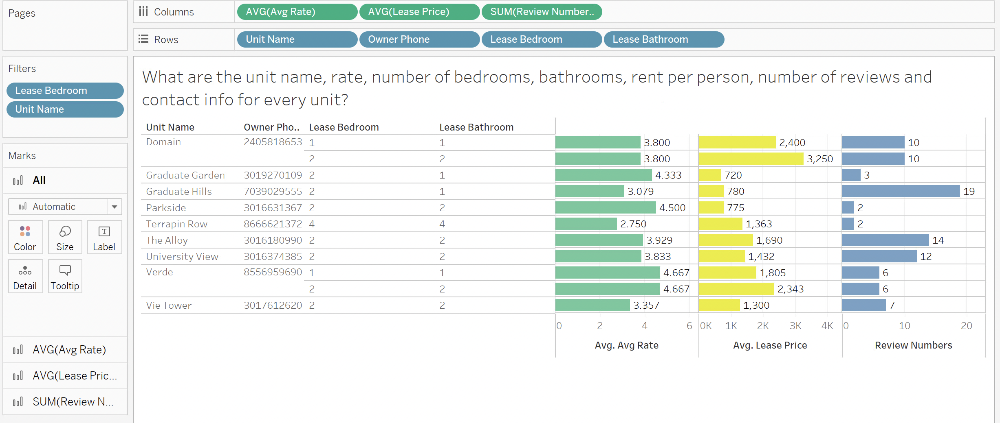 Pages
Columns
AVG(Avg Rate) AVG(Lease Price) SUM(Review Number..
Rows
Unit Name Owner Phone Lease Bedroom Lease Bathroom
Filters
Lease Bedroom
Unit Name
Marks
All
Automatic
Color Size T Label
Detail Tooltip
AVG(Avg Rate)
AVG(Lease Pric...
SUM(Review N...
What are the unit name, rate, number of bedrooms, bathrooms, rent per person, number of reviews and
contact info for every unit?
Unit Name Owner Pho.. Lease Bedroom Lease Bathroom
Domain 2405818653 1 1 3.800 2,400 10
2 2 3.800 3,250 10
Graduate Garden 3019270109 2 1 4.333 720 3
Graduate Hills 7039029555 2 1 3.079 780 19
Parkside 3016631367 2 2 4.500 775 2
Terrapin Row 8666621372 4 4 2.750 1,363 2
The Alloy 3016180990 2 2 3.929 1,690 14
University View 3016374385 2 2 3.833 1,432 12
Verde 8556959690 1 1 4.667 1,805 6
2 2 4.667 2,343 6
Vie Tower 3017612620 2 2 3.357 1,300 7
0 2 4 6 0K 1K 2K 3K 4K 0 10 20
Avg. Avg Rate Avg. Lease Price Review Numbers